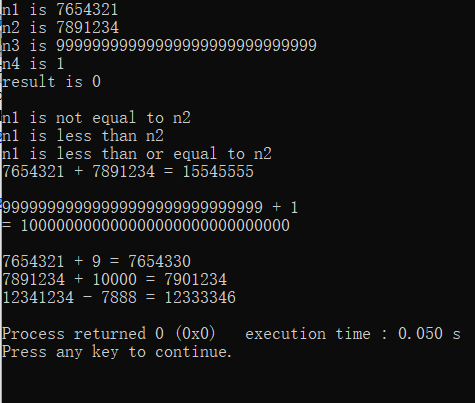 n1 is 7654321
n2 is 7891234
n3 is 99999999999999999999999999999
n4 is 1
result is 0
n1 is not equal to n2
n1 is less than n2
n1 is less than or equal to n2
7654321 + 7891234 = 15545555
99999999999999999999999999999 + 1
= 100000000000000000000000000000
7654321 + 9 = 7654330
7891234 + 10000 = 7901234
12341234 - 7888 = 12333346
Process returned 0 (0x0)   execution time : 0.050 s
Press any key to continue.